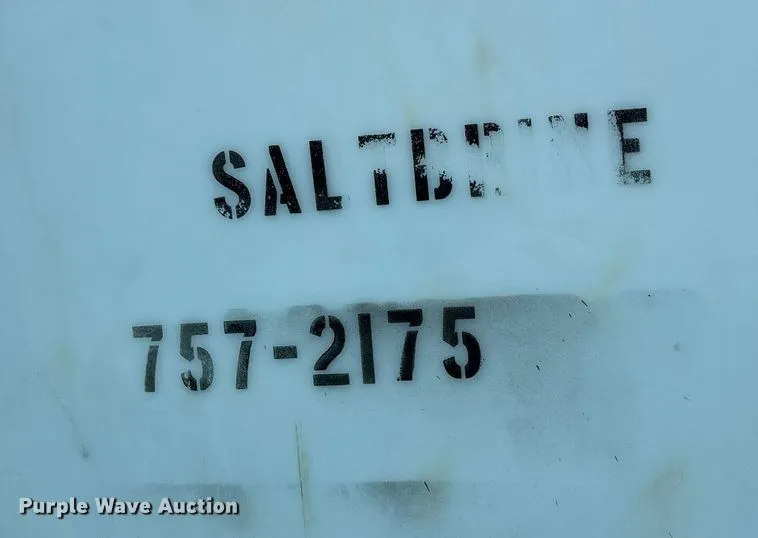 SALTBRINE
757-2175
Purple Wave Auction